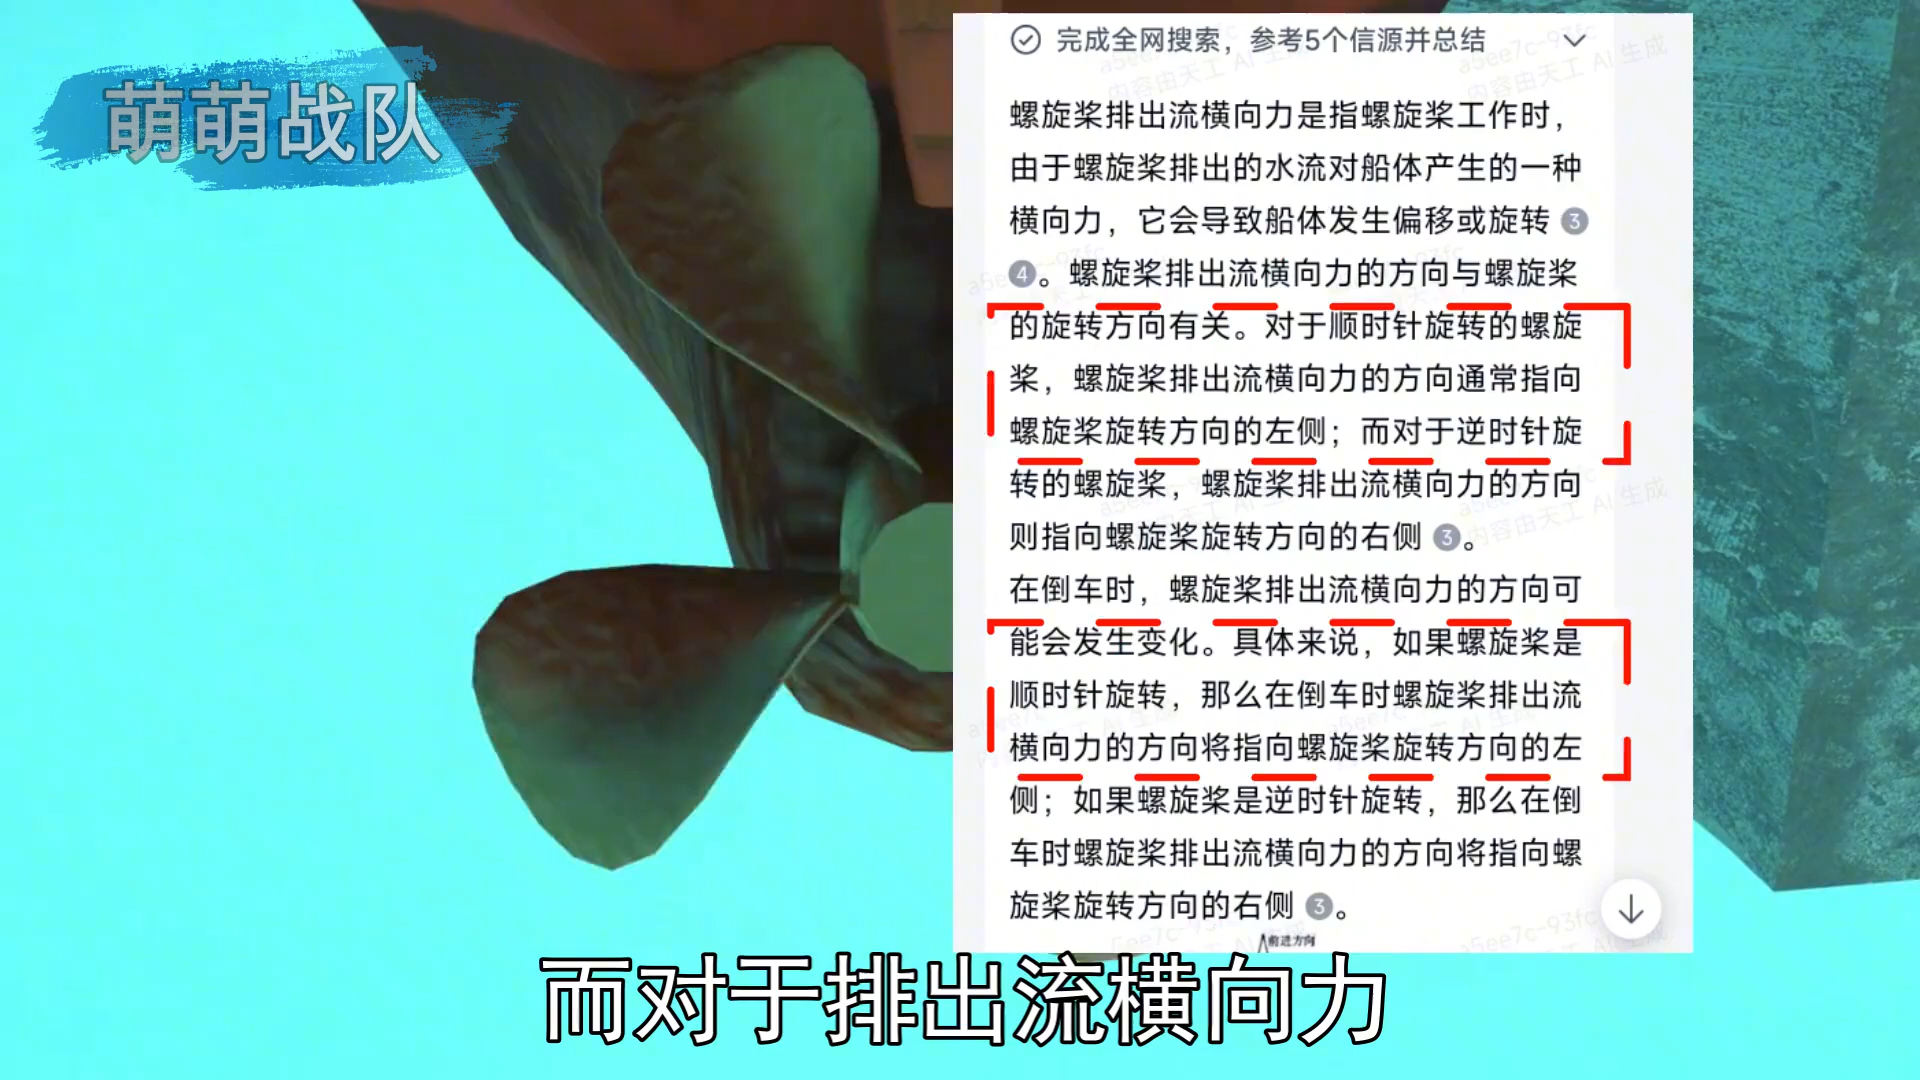 萌萌战队
完成全网搜索，参考5个信源并总结
螺旋桨排出流横向力是指螺旋桨工作时，
由于螺旋桨排出的水流对船体产生的一种
横向力，它会导致船体发生偏移或旋转 3
4 。螺旋桨排出流横向力的方向与螺旋桨
的旋转方向有关。对于顺时针旋转的螺旋
桨，螺旋桨排出流横向力的方向通常指向
螺旋桨旋转方向的左侧；而对于逆时针旋
转的螺旋桨，螺旋桨排出流横向力的方向
则指向螺旋桨旋转方向的右侧 3 。
在倒车时，螺旋桨排出流横向力的方向可
能会发生变化。具体来说，如果螺旋桨是
顺时针旋转，那么在倒车时螺旋桨排出流
横向力的方向将指向螺旋桨旋转方向的左
侧；如果螺旋桨是逆时针旋转，那么在倒
车时螺旋桨排出流横向力的方向将指向螺
旋桨旋转方向的右侧 3 。
前进方向
而对于排出流横向力